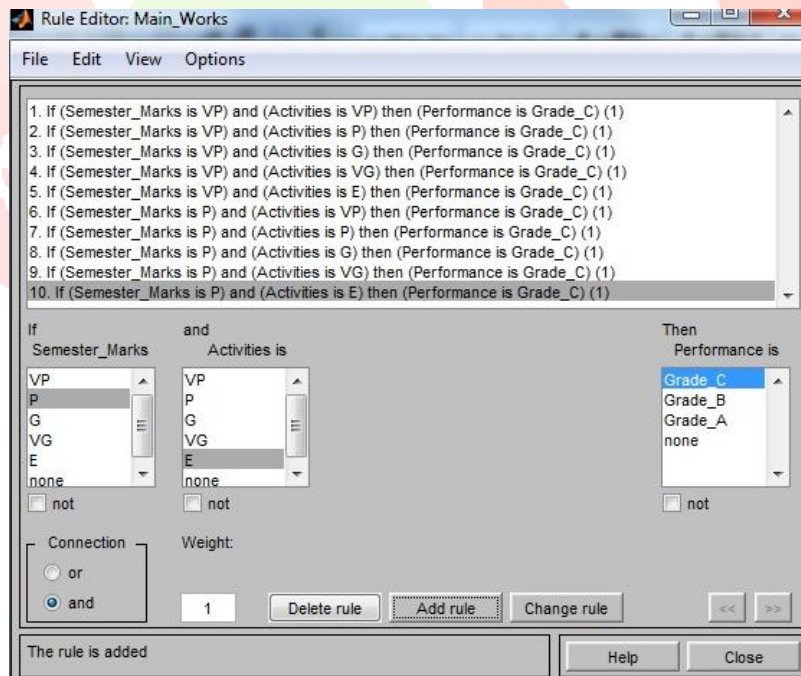 Rule Editor: Main_Works
File Edit View Options
1. If (Semester_Marks is VP) and (Activities is VP) then (Performance is Grade_C) (1)
2. If (Semester_Marks is VP) and (Activities is P) then (Performance is Grade_C) (1)
3. If (Semester_Marks is VP) and (Activities is G) then (Performance is Grade_C) (1)
4. If (Semester_Marks is VP) and (Activities is VG) then (Performance is Grade_C) (1)
5. If (Semester_Marks is VP) and (Activities is E) then (Performance is Grade_C) (1)
6. If (Semester_Marks is P) and (Activities is VP) then (Performance is Grade_C) (1)
7. If (Semester_Marks is P) and (Activities is P) then (Performance is Grade_C) (1)
8. If (Semester_Marks is P) and (Activities is G) then (Performance is Grade_C) (1)
9. If (Semester_Marks is P) and (Activities is VG) then (Performance is Grade_C) (1)
10. If (Semester_Marks is P) and (Activities is E) then (Performance is Grade_C) (1)
If
Semester_Marks
VP
P
G
VG
E
none
not
and
Activities is
VP
P
G
VG
E
none
not
Then
Performance is
Grade_C
Grade_B
Grade_A
none
not
Connection
or
and
Weight:
1
Delete rule
Add rule
Change rule
<<
>>
The rule is added
Help
Close